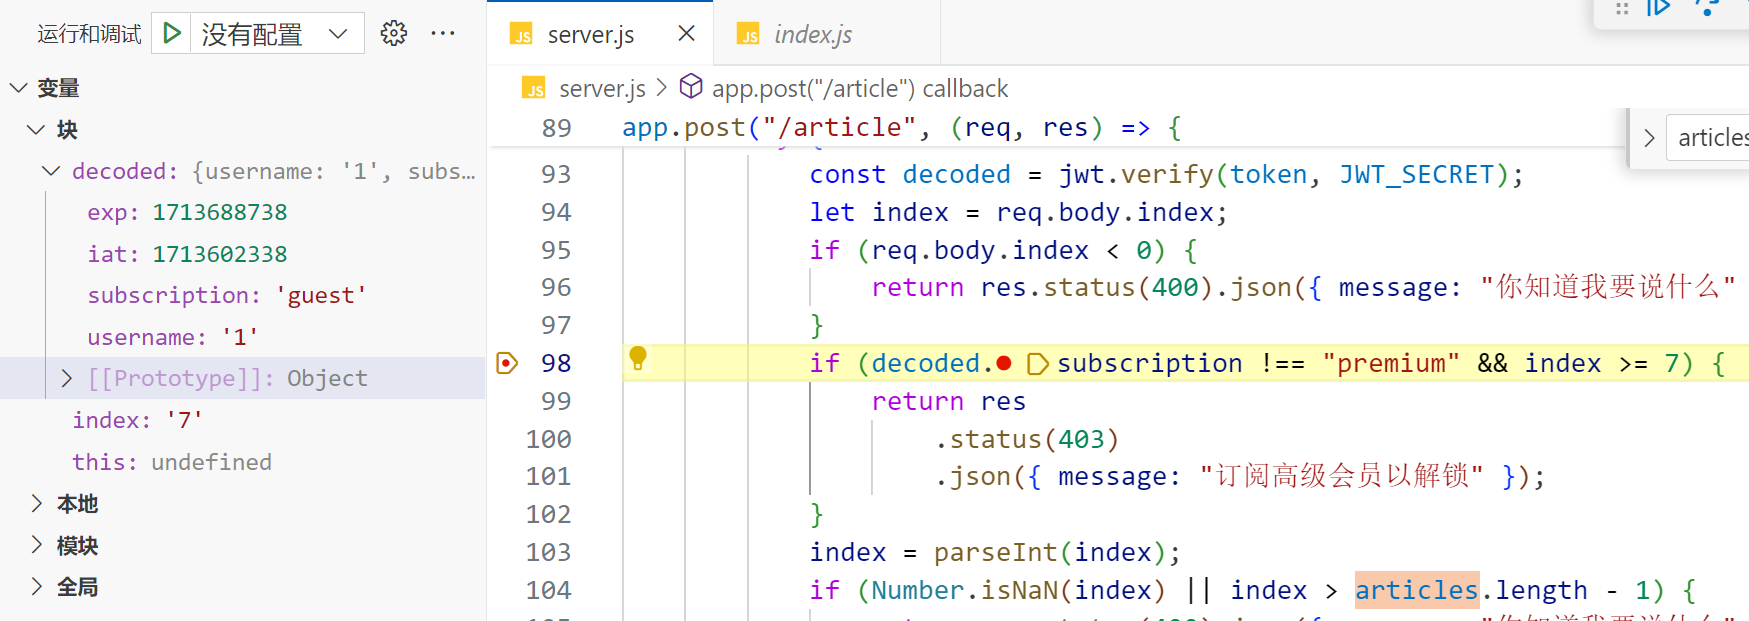 运行和调试 没有配置
变量
块
decoded: {username: '1', subs…
exp: 1713688738
iat: 1713602338
subscription: 'guest'
username: '1'
[[Prototype]]: Object
index: '7'
this: undefined
本地
模块
全局
JS server.js
JS index.js
JS server.js > app.post("/article") callback
articles
89 app.post("/article", (req, res) => {
93 const decoded = jwt.verify(token, JWT_SECRET);
94 let index = req.body.index;
95 if (req.body.index < 0) {
96 return res.status(400).json({ message: "你知道我要说什么"
97 }
98 if (decoded.subscription !== "premium" && index >= 7) {
99 return res
100 .status(403)
101 .json({ message: "订阅高级会员以解锁" });
102 }
103 index = parseInt(index);
104 if (Number.isNaN(index) || index > articles.length - 1) {